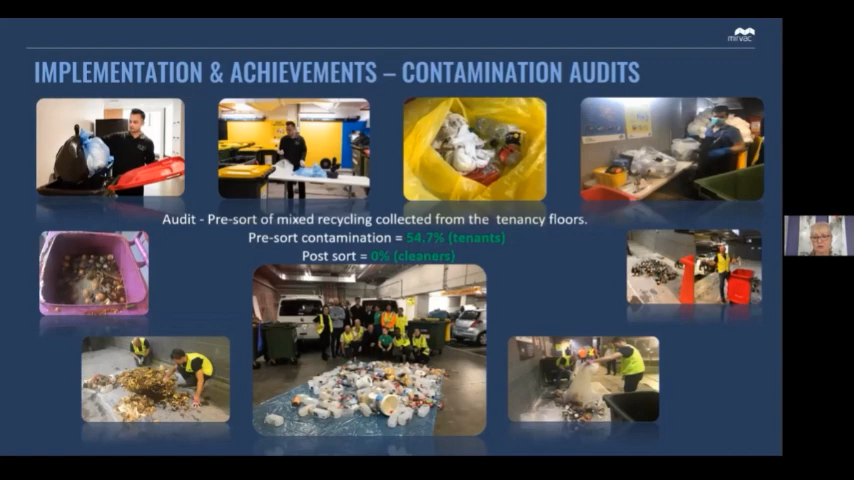 mirvac
IMPLEMENTATION & ACHIEVEMENTS – CONTAMINATION AUDITS
Audit - Pre-sort of mixed recycling collected from the tenancy floors.
Pre-sort contamination = 54.7% (tenants)
Post sort = 0% (cleaners)